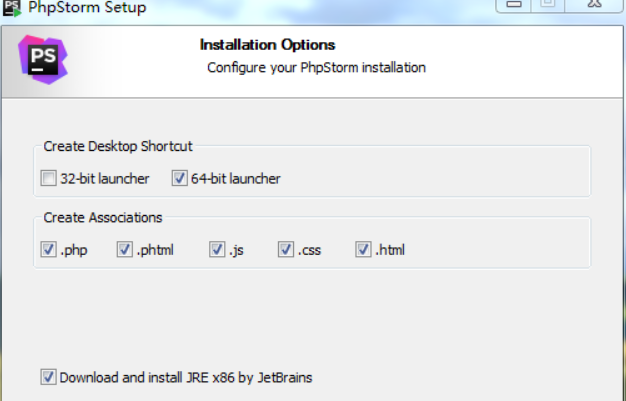 PS PhpStorm Setup
PS
Installation Options
Configure your PhpStorm installation
Create Desktop Shortcut
32-bit launcher 64-bit launcher
Create Associations
.php .phtml .js .css .html
Download and install JRE x86 by JetBrains